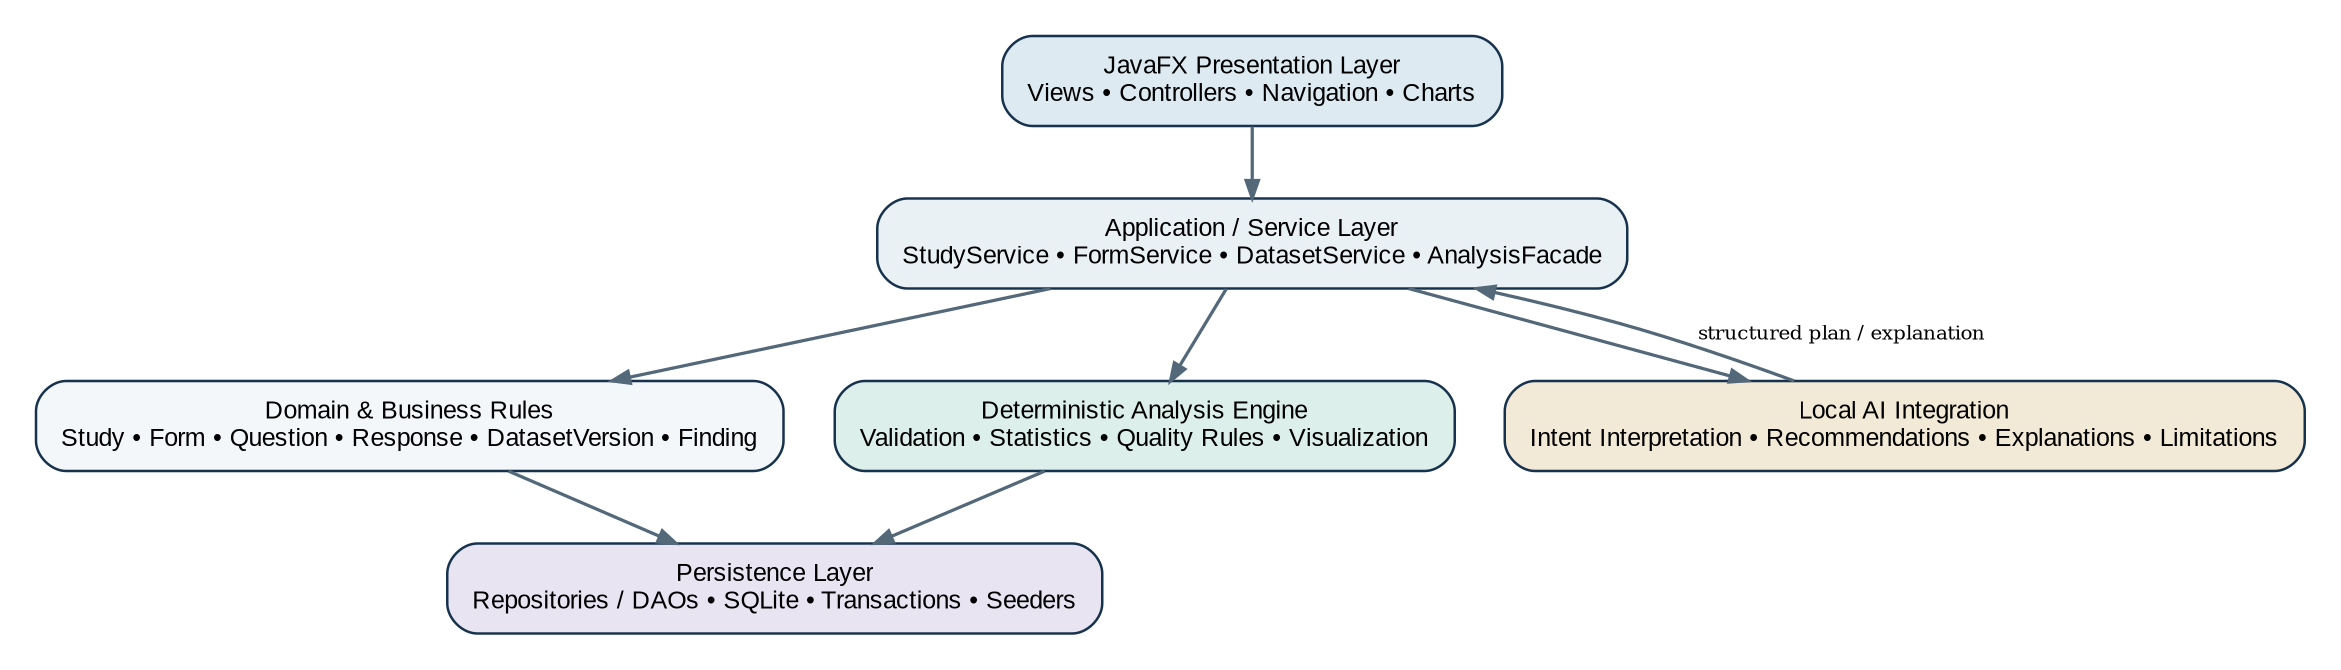 JavaFX Presentation Layer
Views • Controllers • Navigation • Charts
Application / Service Layer
StudyService • FormService • DatasetService • AnalysisFacade
structured plan / explanation
Domain & Business Rules
Study • Form • Question • Response • DatasetVersion • Finding
Deterministic Analysis Engine
Validation • Statistics • Quality Rules • Visualization
Local AI Integration
Intent Interpretation • Recommendations • Explanations • Limitations
Persistence Layer
Repositories / DAOs • SQLite • Transactions • Seeders